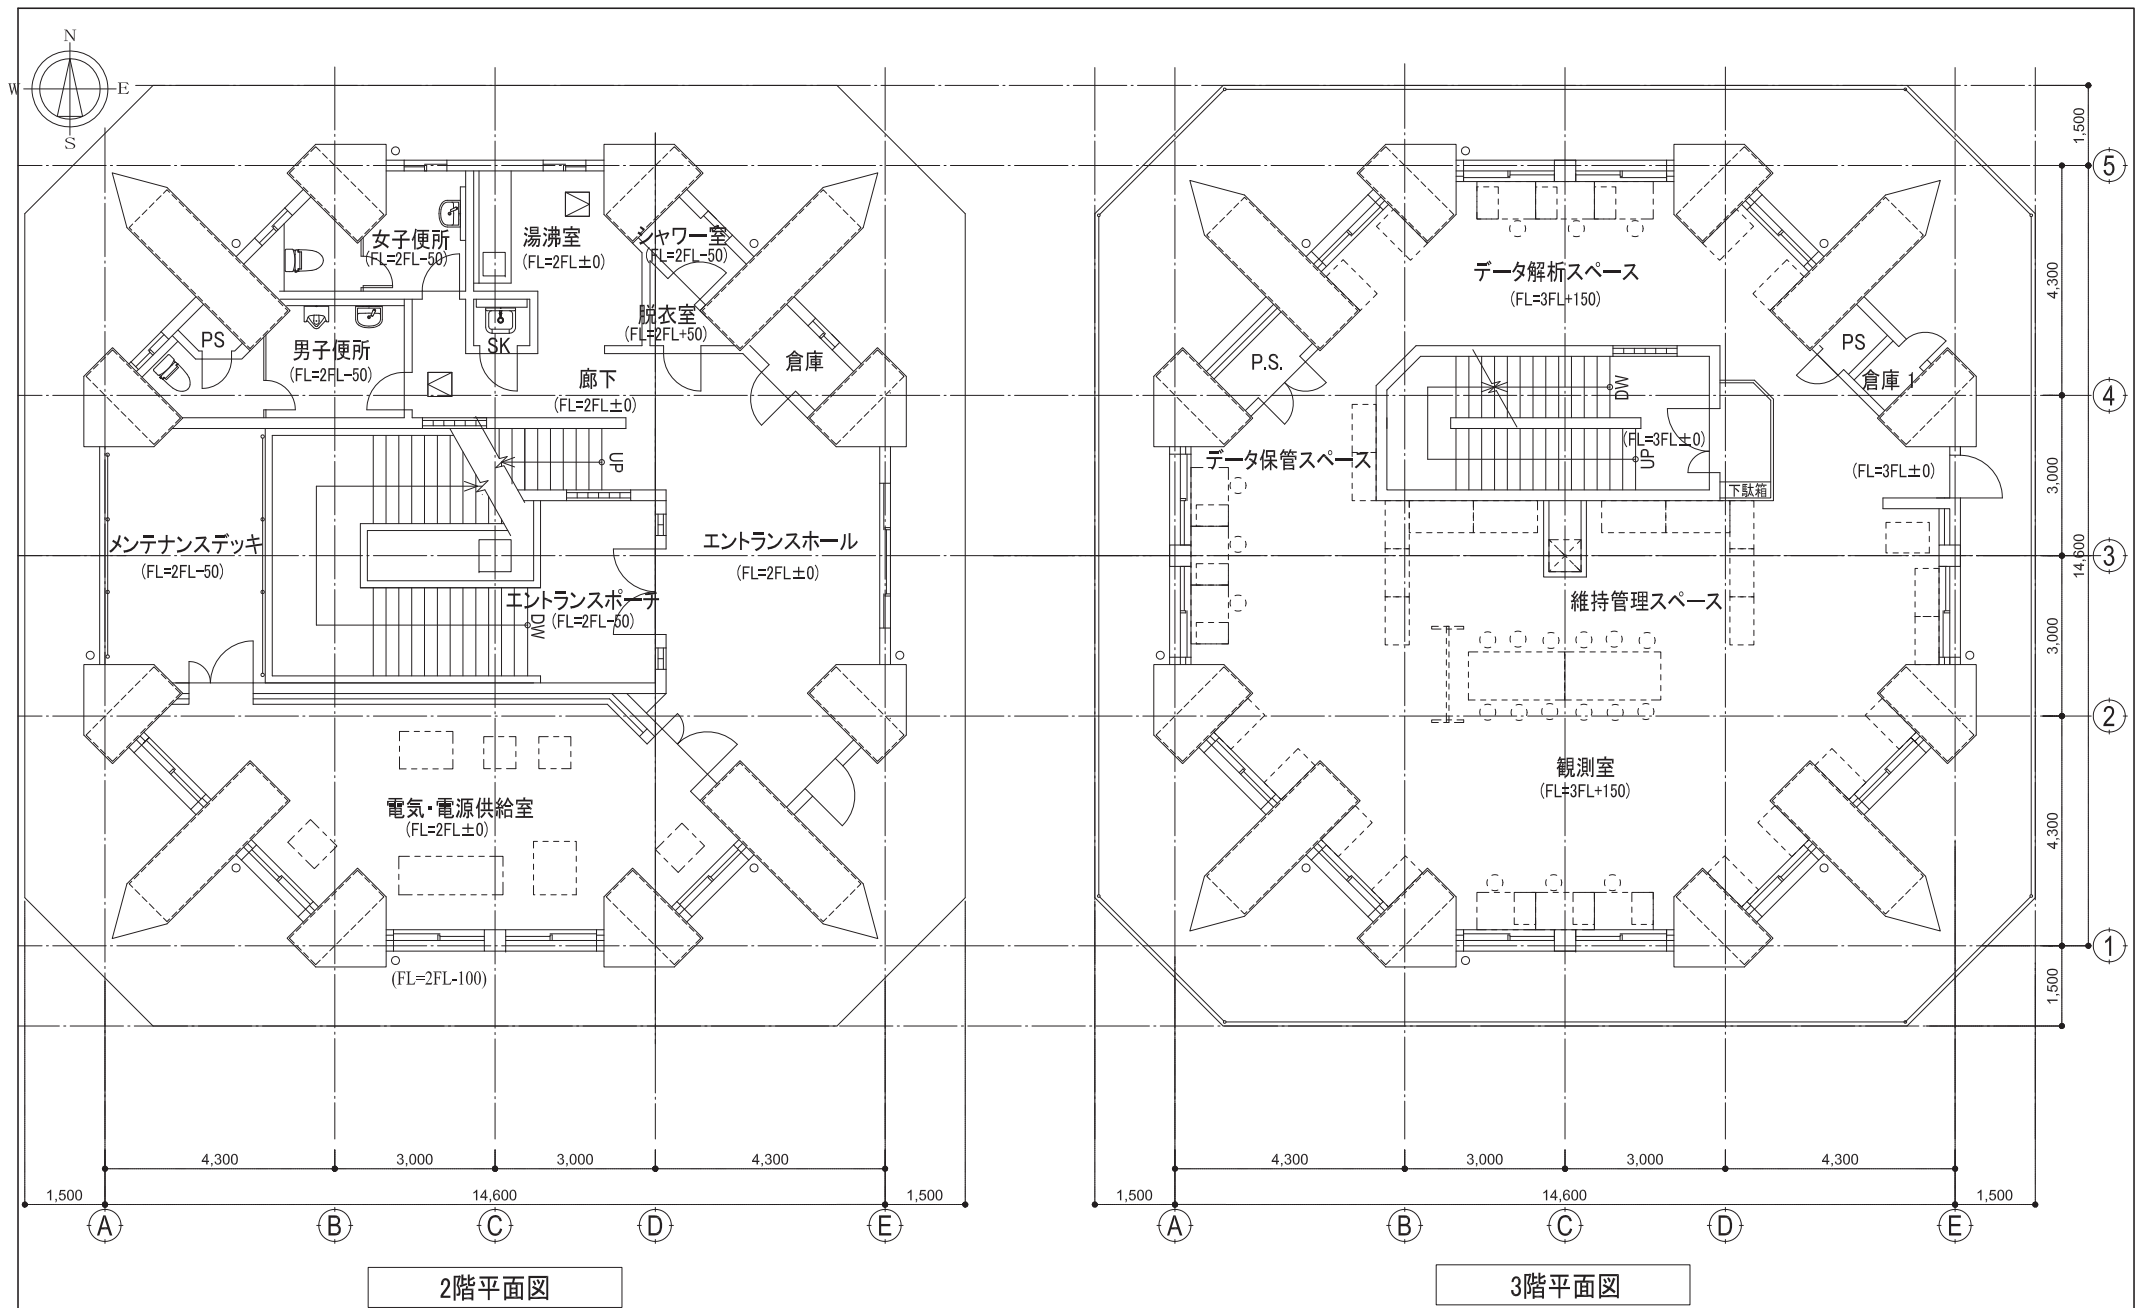 N
W E
S
女子便所
(FL=2FL-50)
湯沸室
(FL=2FL±0)
シャワー室
(FL=2FL-50)
脱衣室
(FL=2FL+50)
PS
男子便所
(FL=2FL-50)
SK
倉庫
廊下
(FL=2FL±0)
UP
メンテナンスデッキ
(FL=2FL-50)
エントランスホール
(FL=2FL±0)
エントランスポーチ
(FL=2FL-50)
DW
電気・電源供給室
(FL=2FL±0)
(FL=2FL-100)
4,300 3,000 3,000 4,300
1,500 14,600 1,500
A B C D E
2階平面図
データ解析スペース
(FL=3FL+150)
P.S.
PS
倉庫 1
DW
(FL=3FL±0)
UP
データ保管スペース
(FL=3FL±0)
下駄箱
維持管理スペース
観測室
(FL=3FL+150)
1,500
4,300
3,000
14,600
3,000
4,300
1,500
5
4
3
2
1
4,300 3,000 3,000 4,300
1,500 14,600 1,500
A B C D E
3階平面図